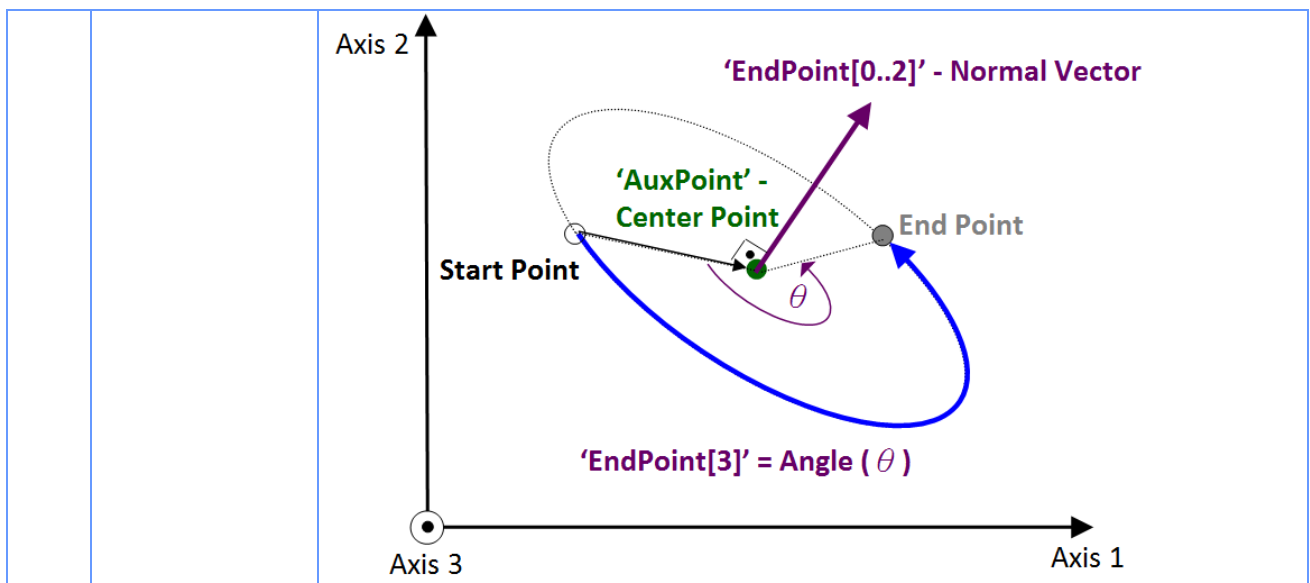 Axis 2
‘EndPoint[0..2]’ - Normal Vector
‘AuxPoint’ -
Center Point
End Point
Start Point
θ
‘EndPoint[3]’ = Angle ( θ )
Axis 3
Axis 1